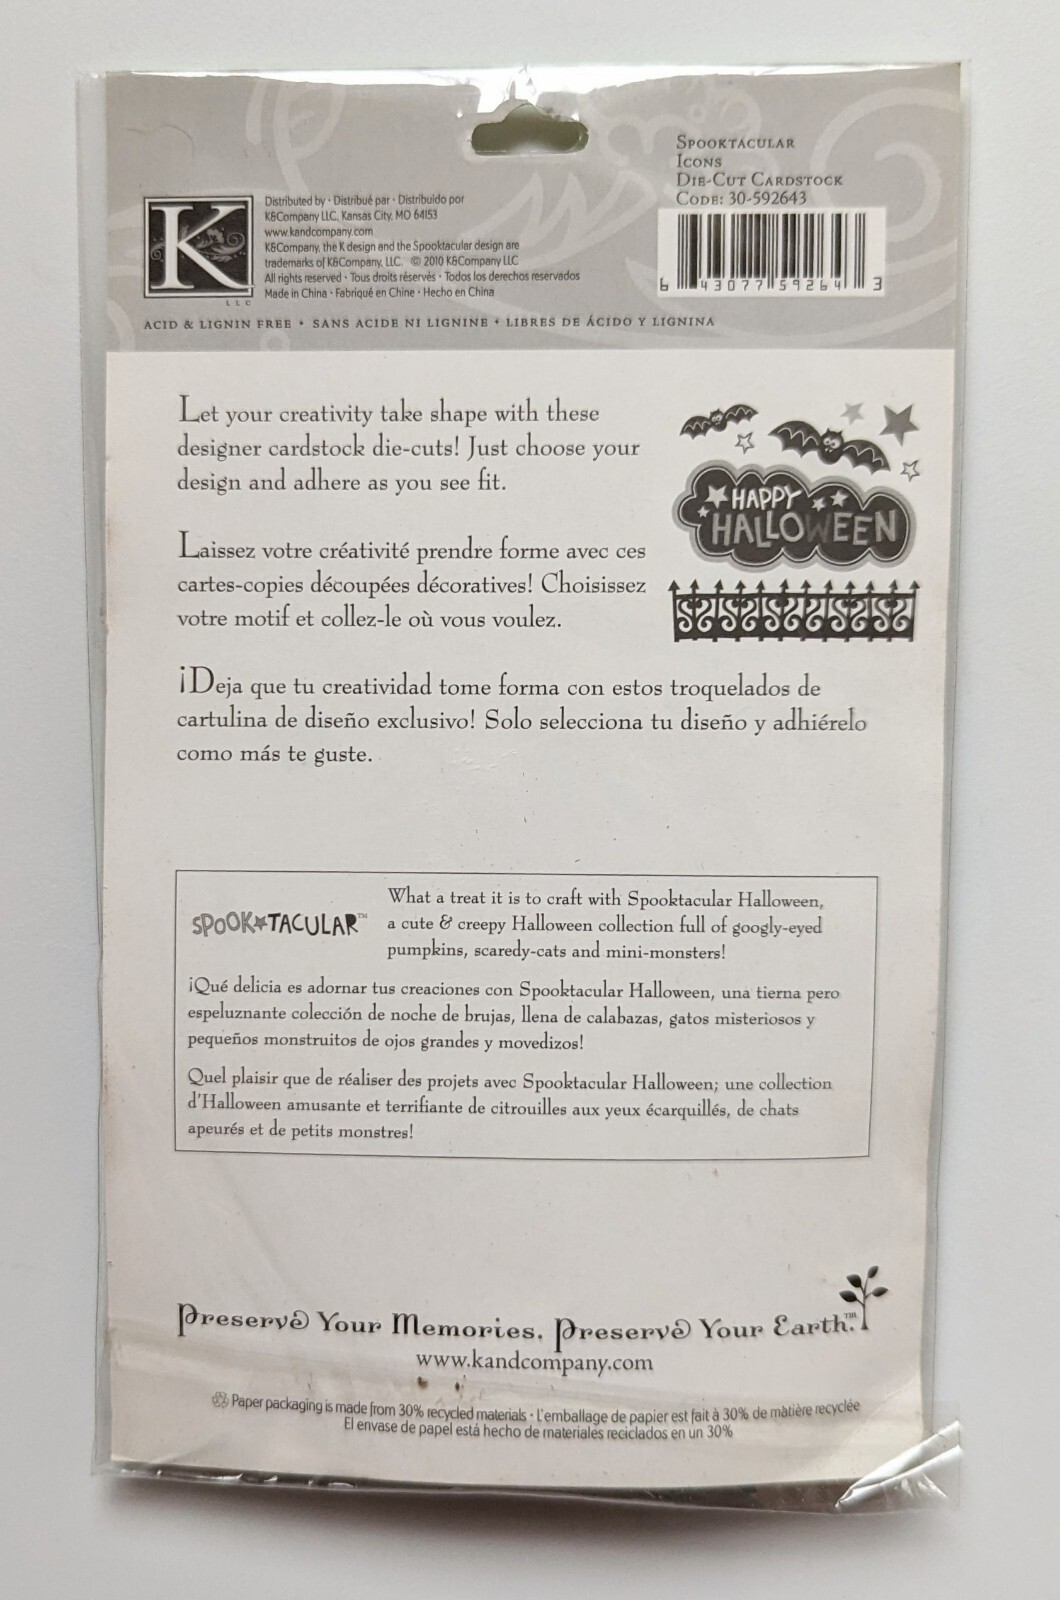 SPOOKTACULAR
ICONS
DIE-CUT CARDSTOCK
CODE: 30-592643
6 43077 59264 3
K
LLC
Distributed by · Distribué par · Distribuido por
K&Company LLC, Kansas City, MO 64153
www.kandcompany.com
K&Company, the K design and the Spooktacular design are
trademarks of K&Company, LLC. © 2010 K&Company LLC
All rights reserved · Tous droits réservés · Todos los derechos reservados
Made in China · Fabriqué en Chine · Hecho en China
ACID & LIGNIN FREE • SANS ACIDE NI LIGNINE • LIBRES DE ÁCIDO Y LIGNINA
Let your creativity take shape with these
designer cardstock die-cuts! Just choose your
design and adhere as you see fit.
HAPPY
HALLOWEEN
Laissez votre créativité prendre forme avec ces
cartes-copies découpées décoratives! Choisissez
votre motif et collez-le où vous voulez.
¡Deja que tu creatividad tome forma con estos troquelados de
cartulina de diseño exclusivo! Solo selecciona tu diseño y adhiérelo
como más te guste.
SPOOKTACULAR™
What a treat it is to craft with Spooktacular Halloween,
a cute & creepy Halloween collection full of googly-eyed
pumpkins, scaredy-cats and mini-monsters!
¡Qué delicia es adornar tus creaciones con Spooktacular Halloween, una tierna pero
espeluznante colección de noche de brujas, llena de calabazas, gatos misteriosos y
pequeños monstruitos de ojos grandes y movedizos!
Quel plaisir que de réaliser des projets avec Spooktacular Halloween; une collection
d'Halloween amusante et terrifiante de citrouilles aux yeux écarquillés, de chats
apeurés et de petits monstres!
Preserve Your Memories. Preserve Your Earth.™
www.kandcompany.com
Paper packaging is made from 30% recycled materials · L'emballage de papier est fait à 30% de matière recyclée
El envase de papel está hecho de materiales reciclados en un 30%